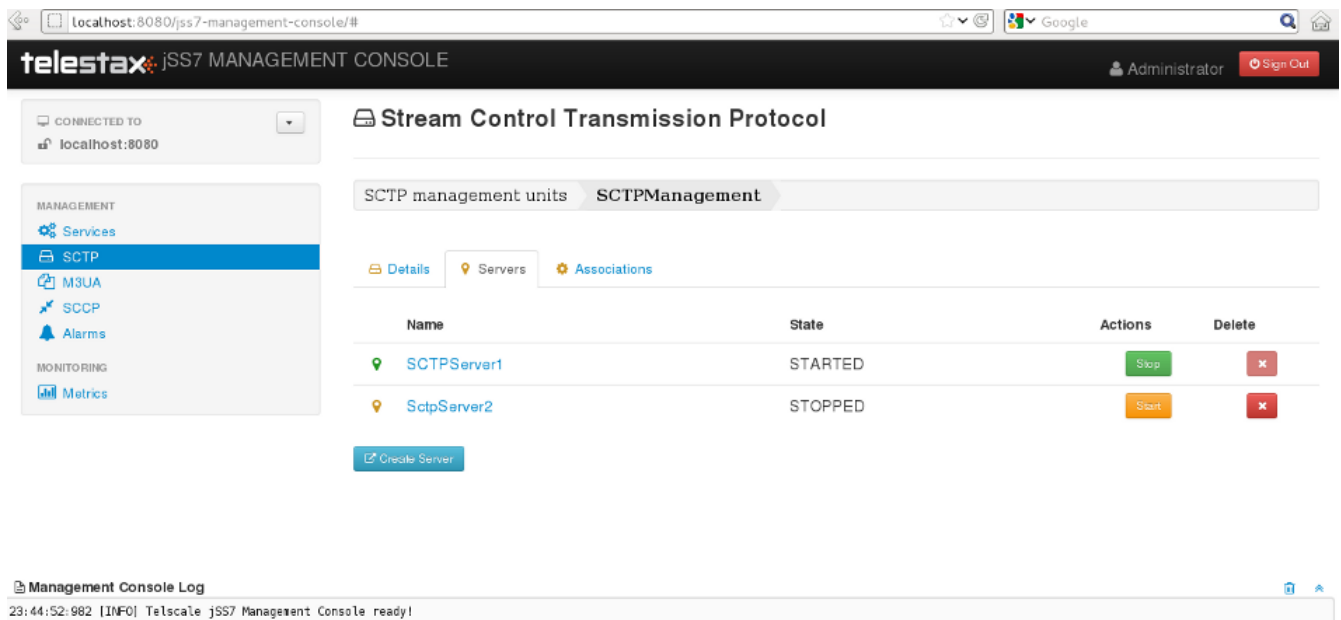 localhost:8080/jss7-management-console/#
Google
telestax jSS7 MANAGEMENT CONSOLE
Administrator
Sign Out
CONNECTED TO
localhost:8080
Stream Control Transmission Protocol
SCTP management units SCTPManagement
MANAGEMENT
Services
SCTP
M3UA
SCCP
Alarms
MONITORING
Metrics
Details Servers Associations
Name State Actions Delete
SCTPServer1 STARTED Stop
SctpServer2 STOPPED Start
Create Server
Management Console Log
23:44:52:982 [INFO] Telscale jSS7 Management Console ready!